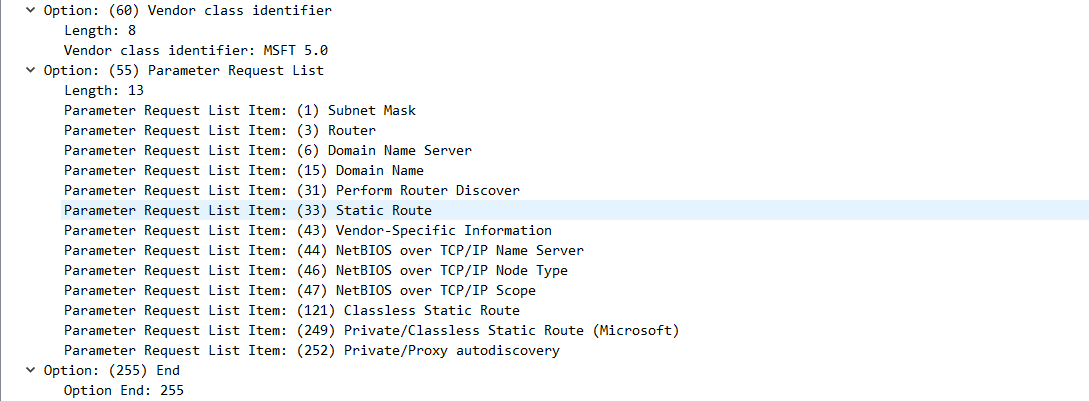 Option: (60) Vendor class identifier
Length: 8
Vendor class identifier: MSFT 5.0
Option: (55) Parameter Request List
Length: 13
Parameter Request List Item: (1) Subnet Mask
Parameter Request List Item: (3) Router
Parameter Request List Item: (6) Domain Name Server
Parameter Request List Item: (15) Domain Name
Parameter Request List Item: (31) Perform Router Discover
Parameter Request List Item: (33) Static Route
Parameter Request List Item: (43) Vendor-Specific Information
Parameter Request List Item: (44) NetBIOS over TCP/IP Name Server
Parameter Request List Item: (46) NetBIOS over TCP/IP Node Type
Parameter Request List Item: (47) NetBIOS over TCP/IP Scope
Parameter Request List Item: (121) Classless Static Route
Parameter Request List Item: (249) Private/Classless Static Route (Microsoft)
Parameter Request List Item: (252) Private/Proxy autodiscovery
Option: (255) End
Option End: 255